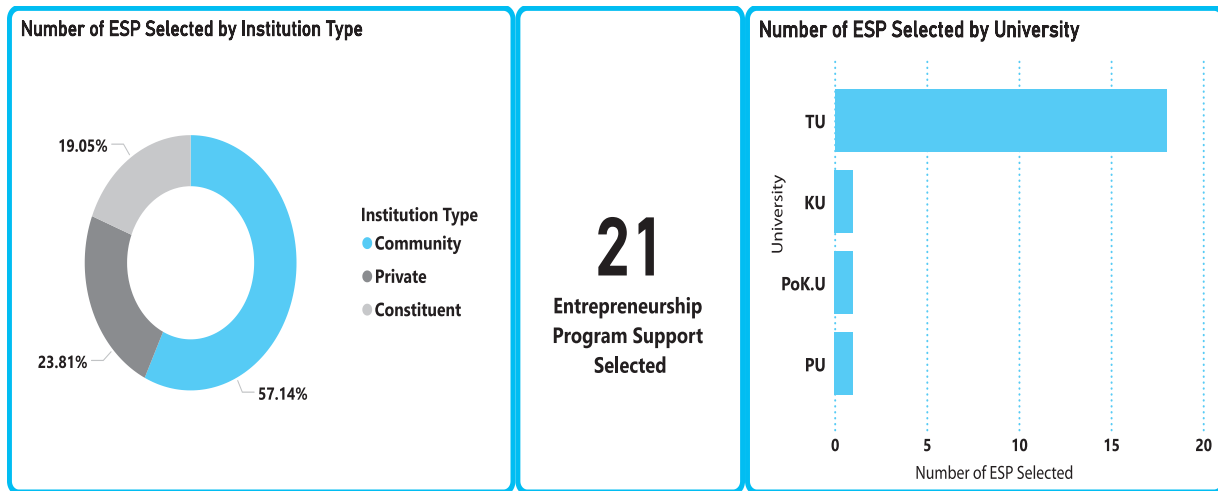 Number of ESP Selected by Institution Type
19.05%
23.81%
57.14%
Institution Type
Community
Private
Constituent
21
Entrepreneurship
Program Support
Selected
Number of ESP Selected by University
University
TU
KU
PoK.U
PU
0 5 10 15 20
Number of ESP Selected